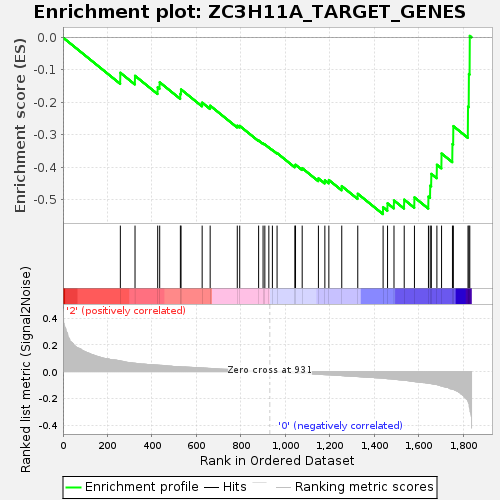 Enrichment plot: ZC3H11A_TARGET_GENES
Enrichment score (ES)
0.0
-0.1
-0.2
-0.3
-0.4
-0.5
'2' (positively correlated)
Ranked list metric (Signal2Noise)
0.4
0.2
0.0
-0.2
-0.4
Zero cross at 931
'0' (negatively correlated)
0 200 400 600 800 1,000 1,200 1,400 1,600 1,800
Rank in Ordered Dataset
Enrichment profile Hits Ranking metric scores